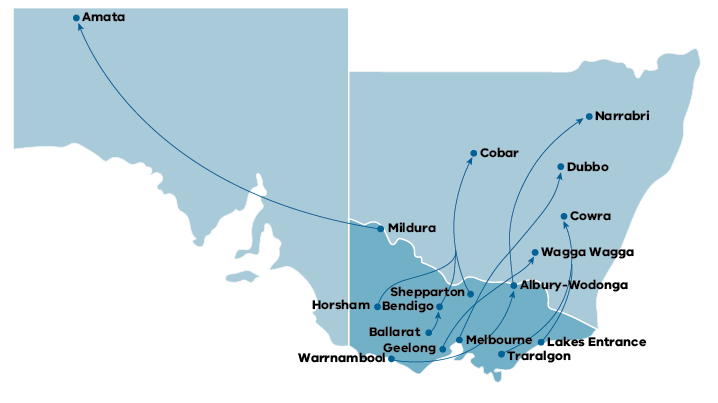 Amata
Narrabri
Cobar
Dubbo
Cowra
Mildura
Wagga Wagga
Albury-Wodonga
Shepparton
Horsham
Bendigo
Ballarat
Melbourne
Lakes Entrance
Geelong
Traralgon
Warrnambool